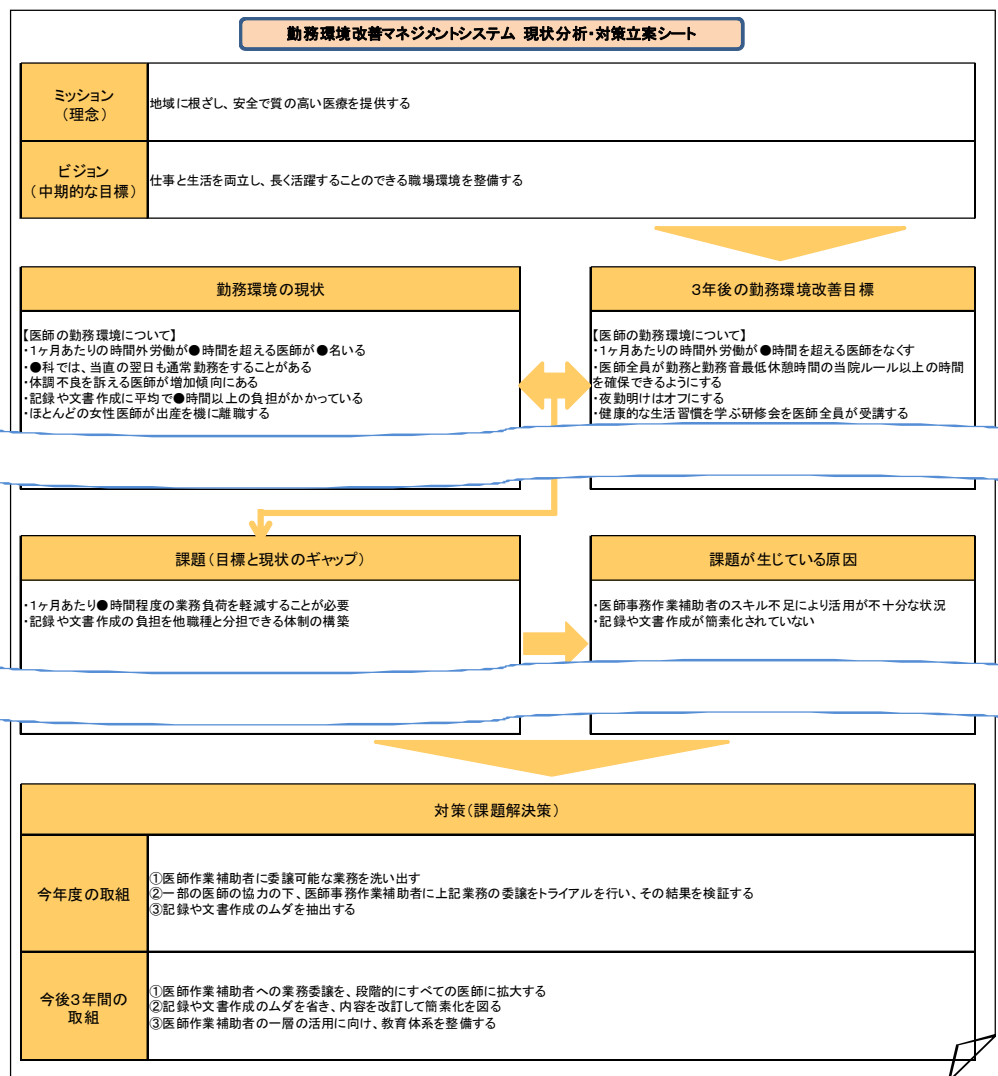 勤務環境改善マネジメントシステム 現状分析・対策立案シート
ミッション
（理念）
地域に根ざし、安全で質の高い医療を提供する
ビジョン
（中期的な目標）
仕事と生活を両立し、長く活躍することのできる職場環境を整備する
勤務環境の現状
【医師の勤務環境について】
・1ヶ月あたりの時間外労働が●時間を超える医師が●名いる
・●科では、当直の翌日も通常勤務をすることがある
・体調不良を訴える医師が増加傾向にある
・記録や文書作成に平均で●時間以上の負担がかかっている
・ほとんどの女性医師が出産を機に離職する
3年後の勤務環境改善目標
【医師の勤務環境について】
・1ヶ月あたりの時間外労働が●時間を超える医師をなくす
・医師全員が勤務と勤務音最低休憩時間の当院ルール以上の時間
を確保できるようにする
・夜勤明けはオフにする
・健康的な生活習慣を学ぶ研修会を医師全員が受講する
課題（目標と現状のギャップ）
・1ヶ月あたり●時間程度の業務負荷を軽減することが必要
・記録や文書作成の負担を他職種と分担できる体制の構築
課題が生じている原因
・医師事務作業補助者のスキル不足により活用が不十分な状況
・記録や文書作成が簡素化されていない
対策（課題解決策）
今年度の取組
①医師作業補助者に委譲可能な業務を洗い出す
②一部の医師の協力の下、医師事務作業補助者に上記業務の委譲をトライアルを行い、その結果を検証する
③記録や文書作成のムダを抽出する
今後3年間の
取組
①医師作業補助者への業務委譲を、段階的にすべての医師に拡大する
②記録や文書作成のムダを省き、内容を改訂して簡素化を図る
③医師作業補助者の一層の活用に向け、教育体系を整備する